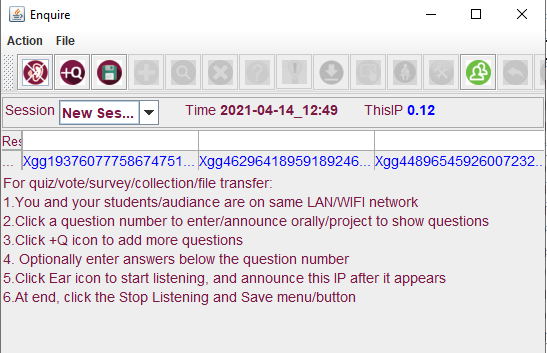 Enquire
Action File
+Q
Session New Ses... Time 2021-04-14_12:49 ThisIP 0.12
Res
... Xgg19376077758674751... Xgg46296418959189246... Xgg44896545926007232...
For quiz/vote/survey/collection/file transfer:
1.You and your students/audiance are on same LAN/WIFI network
2.Click a question number to enter/announce orally/project to show questions
3.Click +Q icon to add more questions
4. Optionally enter answers below the question number
5.Click Ear icon to start listening, and announce this IP after it appears
6.At end, click the Stop Listening and Save menu/button